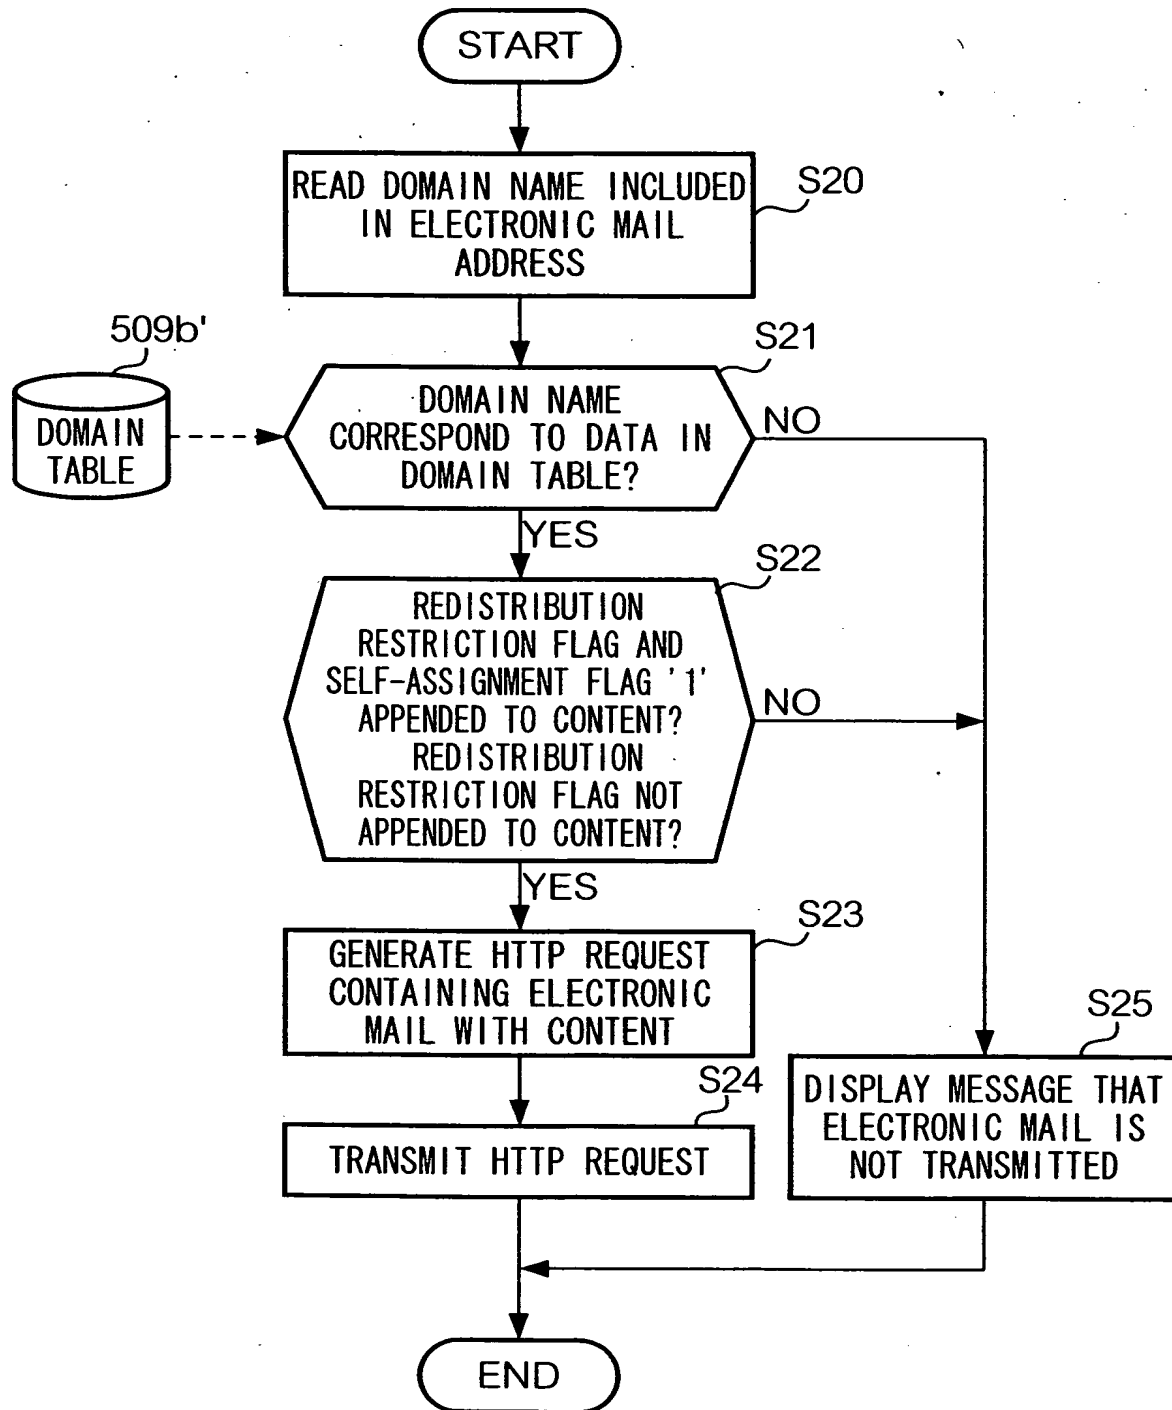 START
READ DOMAIN NAME INCLUDED
IN ELECTRONIC MAIL
ADDRESS
S20
509b'
DOMAIN
TABLE
S21
DOMAIN NAME
CORRESPOND TO DATA IN
DOMAIN TABLE?
NO
YES
S22
REDISTRIBUTION
RESTRICTION FLAG AND
SELF-ASSIGNMENT FLAG '1'
APPENDED TO CONTENT?
REDISTRIBUTION
RESTRICTION FLAG NOT
APPENDED TO CONTENT?
NO
YES
S23
GENERATE HTTP REQUEST
CONTAINING ELECTRONIC
MAIL WITH CONTENT
S24
TRANSMIT HTTP REQUEST
S25
DISPLAY MESSAGE THAT
ELECTRONIC MAIL IS
NOT TRANSMITTED
END